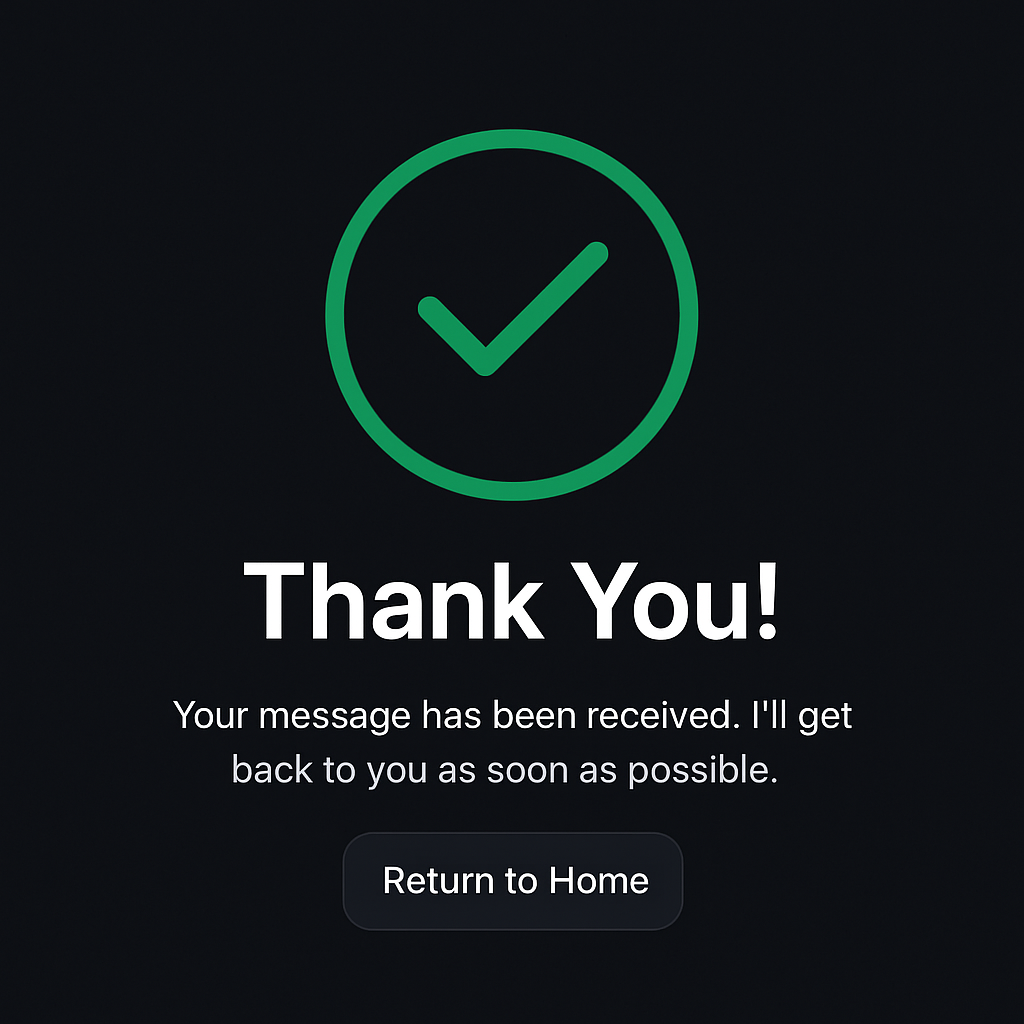 Thank You!
Your message has been received. I'll get
back to you as soon as possible.
Return to Home